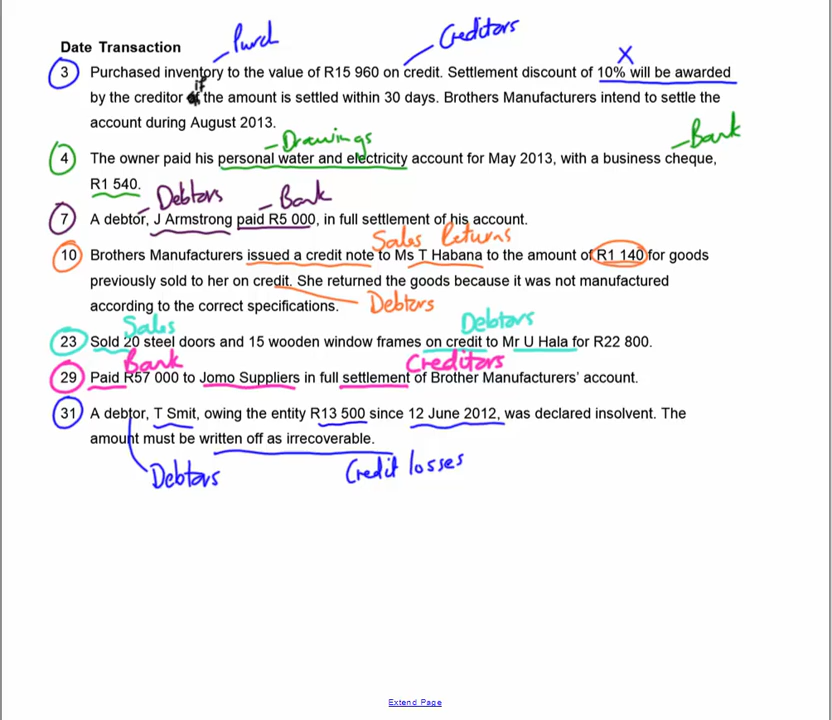 Purch
Creditors
Date Transaction
X
3 Purchased inventory to the value of R15 960 on credit. Settlement discount of 10% will be awarded
if
by the creditor the amount is settled within 30 days. Brothers Manufacturers intend to settle the
account during August 2013.
Drawings
Bank
4 The owner paid his personal water and electricity account for May 2013, with a business cheque,
R1 540.
Debtors
Bank
7 A debtor, J Armstrong paid R5 000, in full settlement of his account.
Sales Returns
10 Brothers Manufacturers issued a credit note to Ms T Habana to the amount of R1 140 for goods
previously sold to her on credit. She returned the goods because it was not manufactured
according to the correct specifications.
Debtors
Sales
Debtors
23 Sold 20 steel doors and 15 wooden window frames on credit to Mr U Hala for R22 800.
Bank
Creditors
29 Paid R57 000 to Jomo Suppliers in full settlement of Brother Manufacturers' account.
31 A debtor, T Smit, owing the entity R13 500 since 12 June 2012, was declared insolvent. The
amount must be written off as irrecoverable.
Debtors
Credit losses
Extend Page